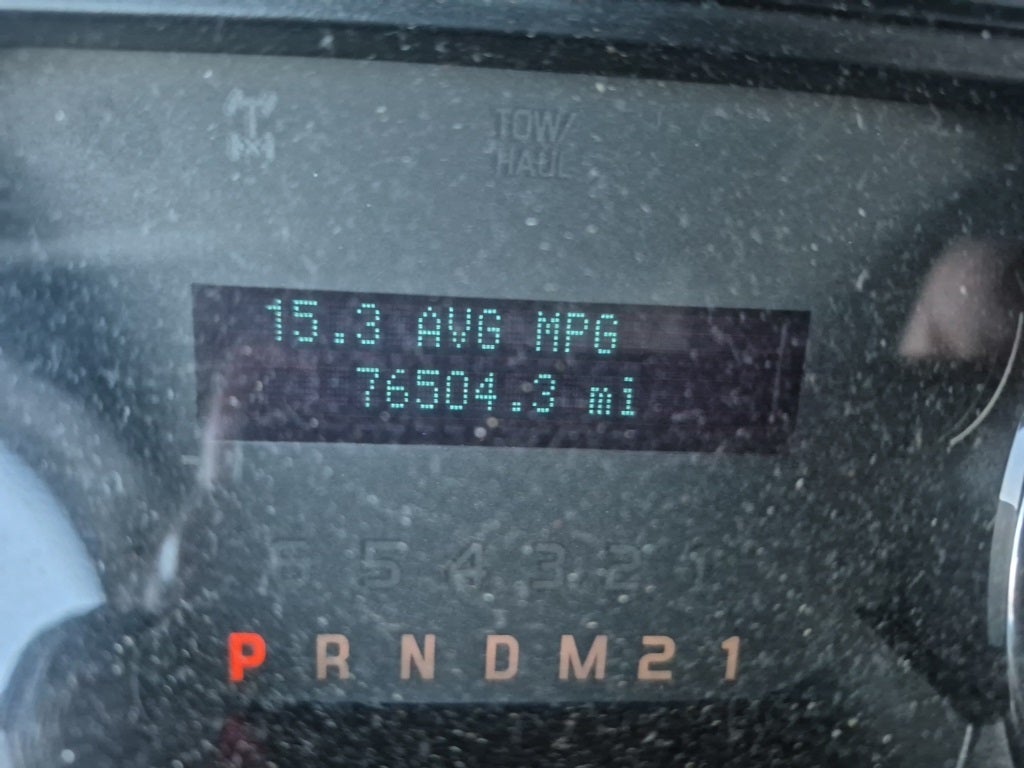 TOW/
HAUL
15.3 AVG MPG
76504.3 mi
6 5 4 3 2 1
P R N D M 2 1